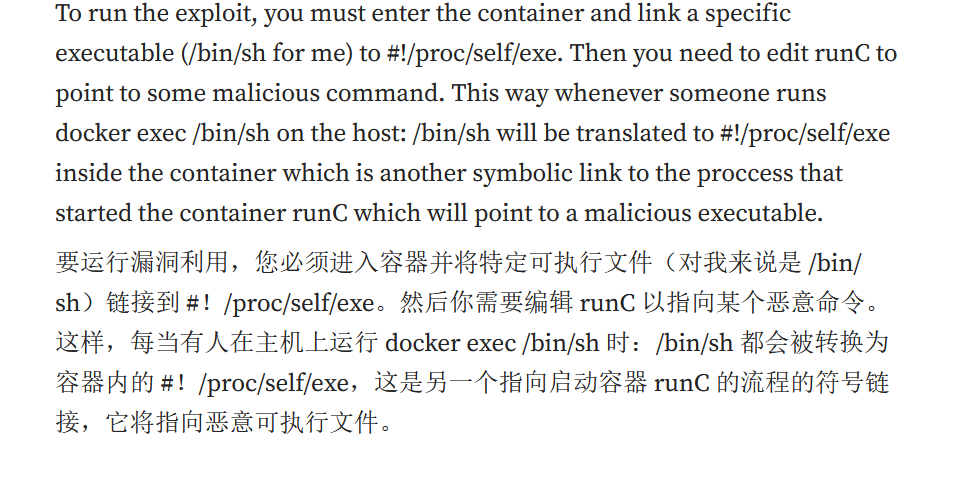 To run the exploit, you must enter the container and link a specific
executable (/bin/sh for me) to #!/proc/self/exe. Then you need to edit runC to
point to some malicious command. This way whenever someone runs
docker exec /bin/sh on the host: /bin/sh will be translated to #!/proc/self/exe
inside the container which is another symbolic link to the proccess that
started the container runC which will point to a malicious executable.
要运行漏洞利用，您必须进入容器并将特定可执行文件（对我来说是 /bin/
sh）链接到 #！/proc/self/exe。然后你需要编辑 runC 以指向某个恶意命令。
这样，每当有人在主机上运行 docker exec /bin/sh 时：/bin/sh 都会被转换为
容器内的 #！/proc/self/exe，这是另一个指向启动容器 runC 的流程的符号链
接，它将指向恶意可执行文件。